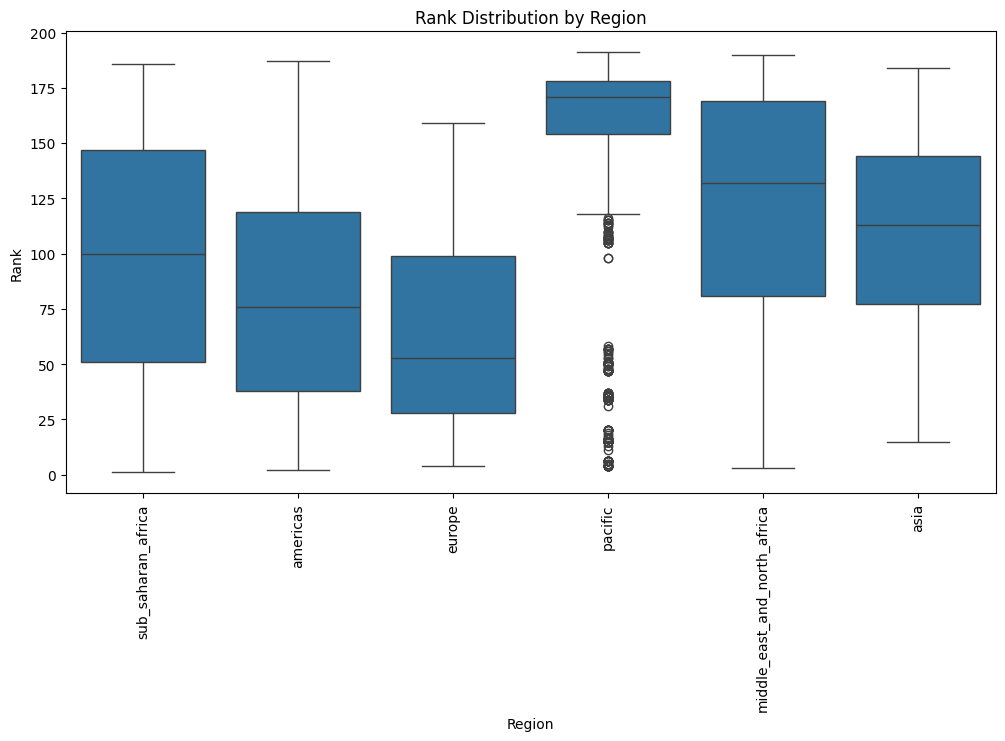 Rank Distribution by Region
200
175
150
125
100
75
50
25
0
Rank
sub_saharan_africa
americas
europe
pacific
middle_east_and_north_africa
asia
Region